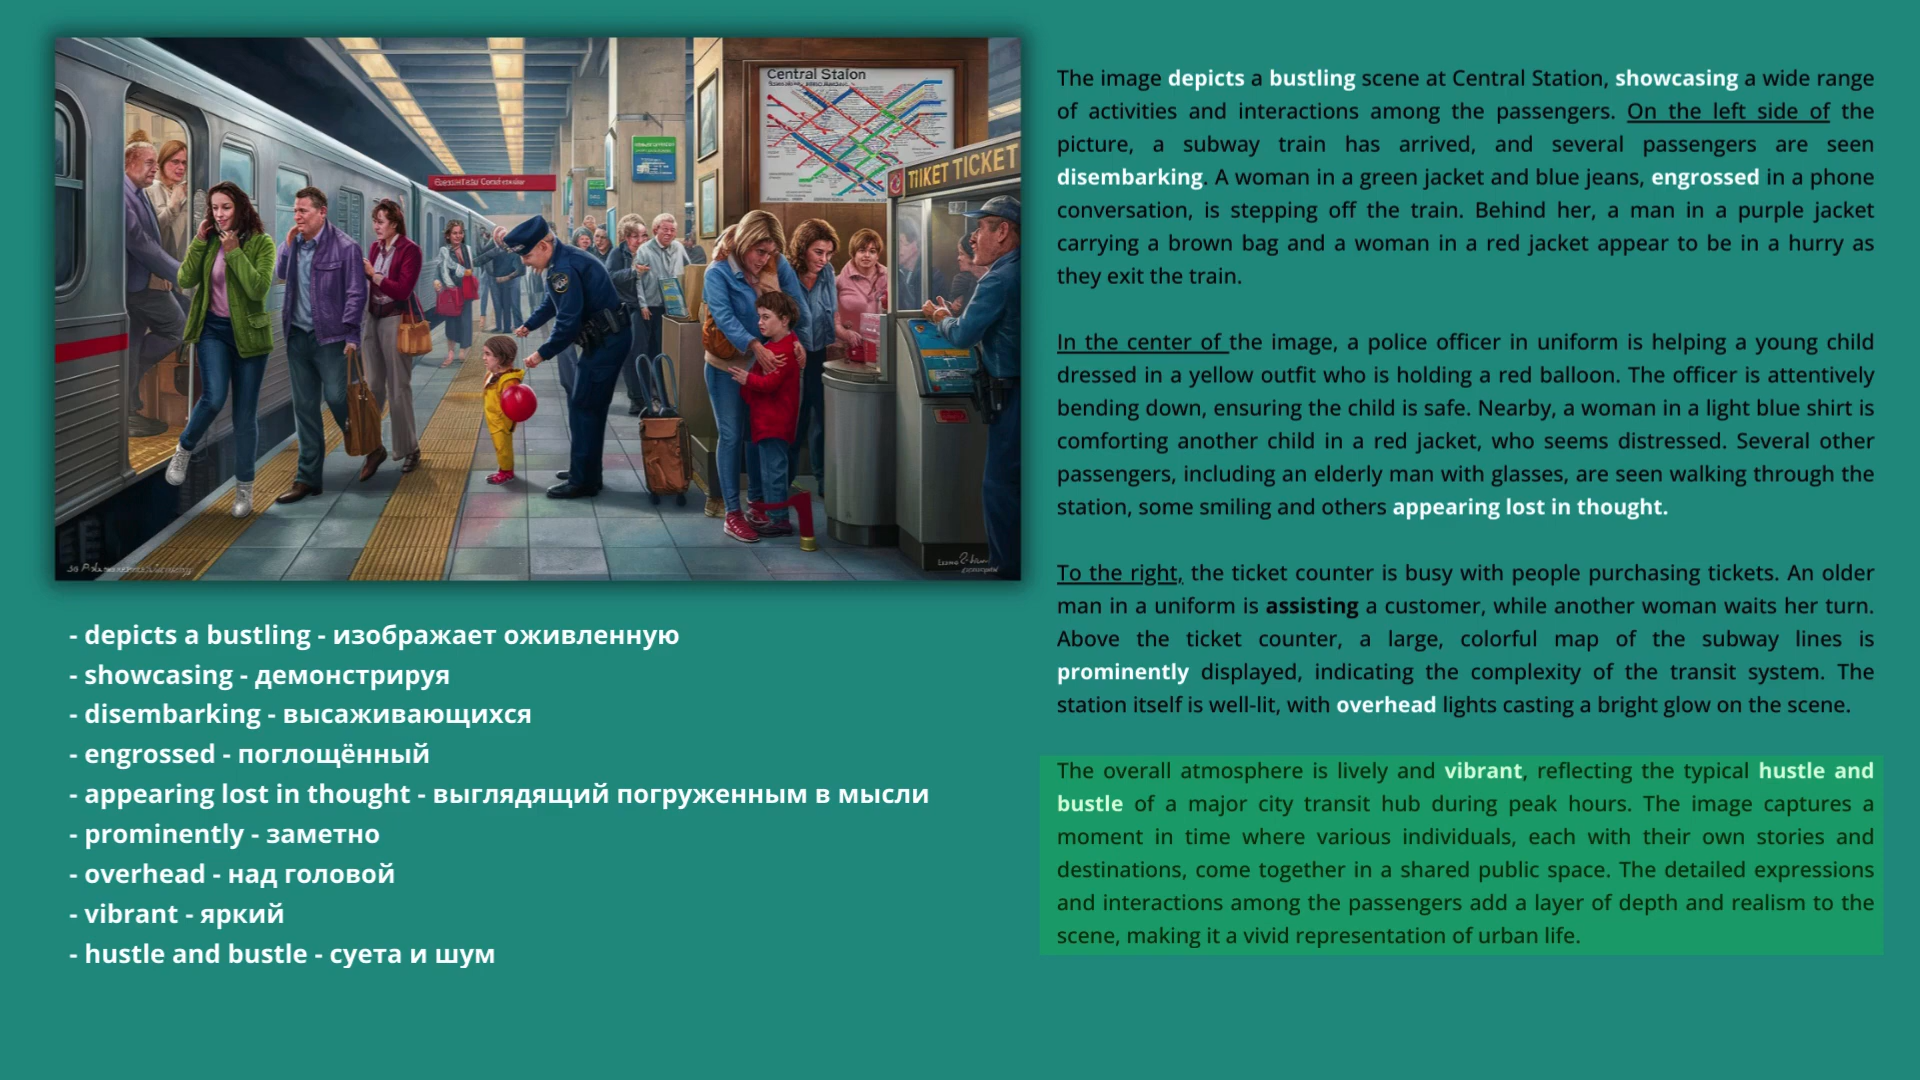 Central Staion
TIIKET TICKET
- depicts a bustling - изображает оживленную
- showcasing - демонстрируя
- disembarking - высаживающихся
- engrossed - поглощённый
- appearing lost in thought - выглядящий погруженным в мысли
- prominently - заметно
- overhead - над головой
- vibrant - яркий
- hustle and bustle - суета и шум
The image depicts a bustling scene at Central Station, showcasing a wide range
of activities and interactions among the passengers. On the left side of the
picture, a subway train has arrived, and several passengers are seen
disembarking. A woman in a green jacket and blue jeans, engrossed in a phone
conversation, is stepping off the train. Behind her, a man in a purple jacket
carrying a brown bag and a woman in a red jacket appear to be in a hurry as
they exit the train.
In the center of the image, a police officer in uniform is helping a young child
dressed in a yellow outfit who is holding a red balloon. The officer is attentively
bending down, ensuring the child is safe. Nearby, a woman in a light blue shirt is
comforting another child in a red jacket, who seems distressed. Several other
passengers, including an elderly man with glasses, are seen walking through the
station, some smiling and others appearing lost in thought.
To the right, the ticket counter is busy with people purchasing tickets. An older
man in a uniform is assisting a customer, while another woman waits her turn.
Above the ticket counter, a large, colorful map of the subway lines is
prominently displayed, indicating the complexity of the transit system. The
station itself is well-lit, with overhead lights casting a bright glow on the scene.
The overall atmosphere is lively and vibrant, reflecting the typical hustle and
bustle of a major city transit hub during peak hours. The image captures a
moment in time where various individuals, each with their own stories and
destinations, come together in a shared public space. The detailed expressions
and interactions among the passengers add a layer of depth and realism to the
scene, making it a vivid representation of urban life.